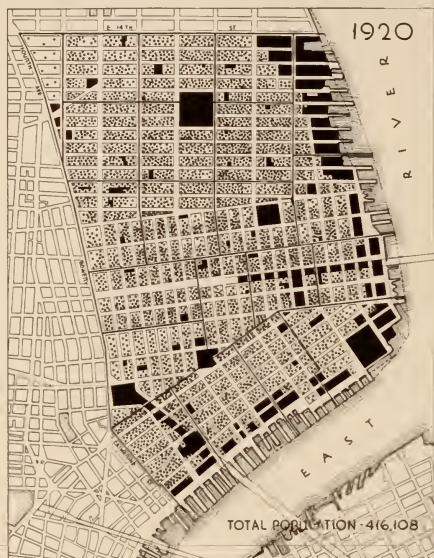 1920
E. 14TH ST
RIVER
EAST
TOTAL POPULATION - 416,108